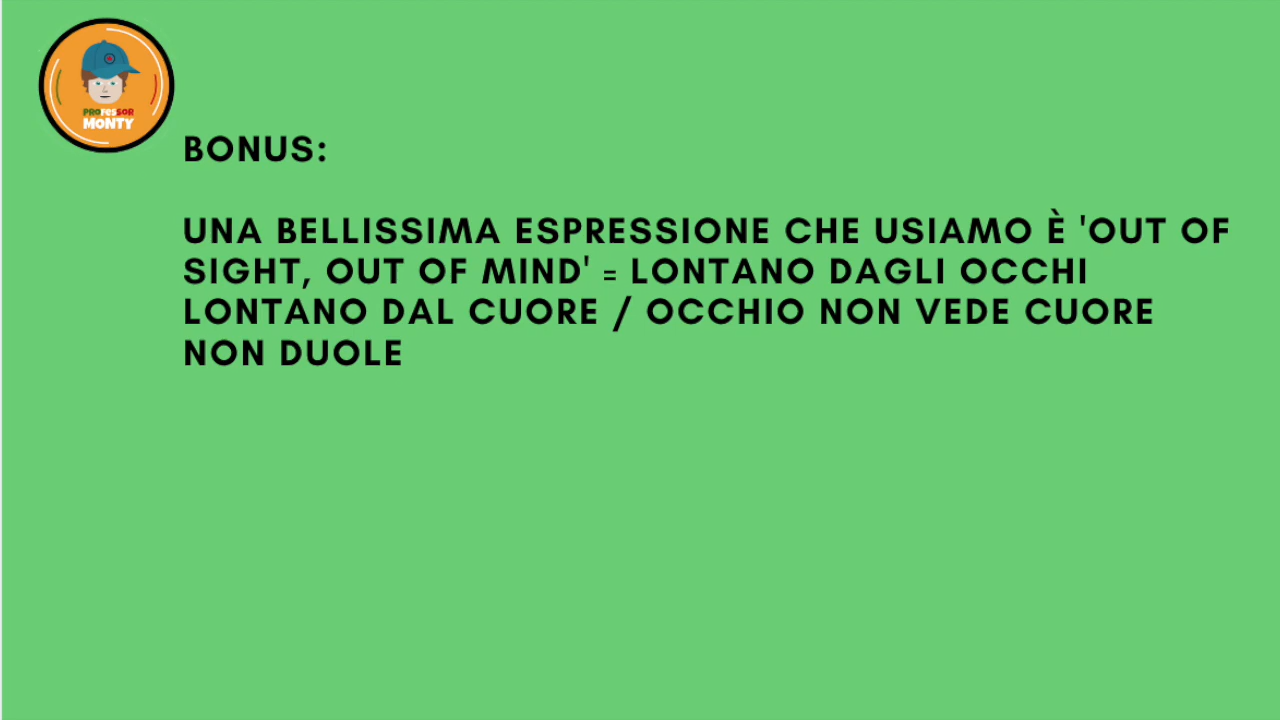 PROFESSOR
MONTY
BONUS:
UNA BELLISSIMA ESPRESSIONE CHE USIAMO È 'OUT OF
SIGHT, OUT OF MIND' = LONTANO DAGLI OCCHI
LONTANO DAL CUORE / OCCHIO NON VEDE CUORE
NON DUOLE